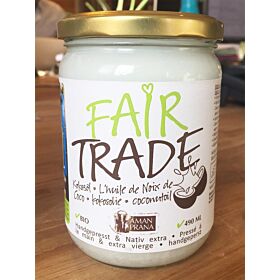 FAIR
TRADE
Kokosöl • L'huile de Noix de
Coco • kokosolie • coconutoil
✓BIO
AMAN
PRANA
✓490 ML
Handgepresst & Nativ extra • Pressé à
la main & extra vierge • handgeperst